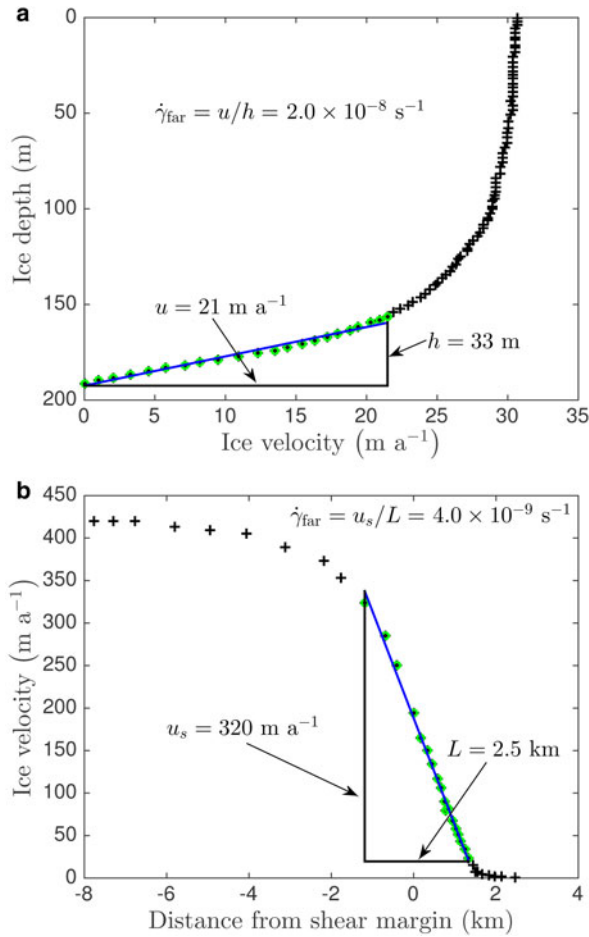 a
0
50
100
150
200
Ice depth (m)
γ̇far = u/h = 2.0 × 10⁻⁸ s⁻¹
u = 21 m a⁻¹
h = 33 m
0 5 10 15 20 25 30 35
Ice velocity (m a⁻¹)
b
450
400
350
300
250
200
150
100
50
0
Ice velocity (m a⁻¹)
γ̇far = uₛ/L = 4.0 × 10⁻⁹ s⁻¹
uₛ = 320 m a⁻¹
L = 2.5 km
-8 -6 -4 -2 0 2 4
Distance from shear margin (km)